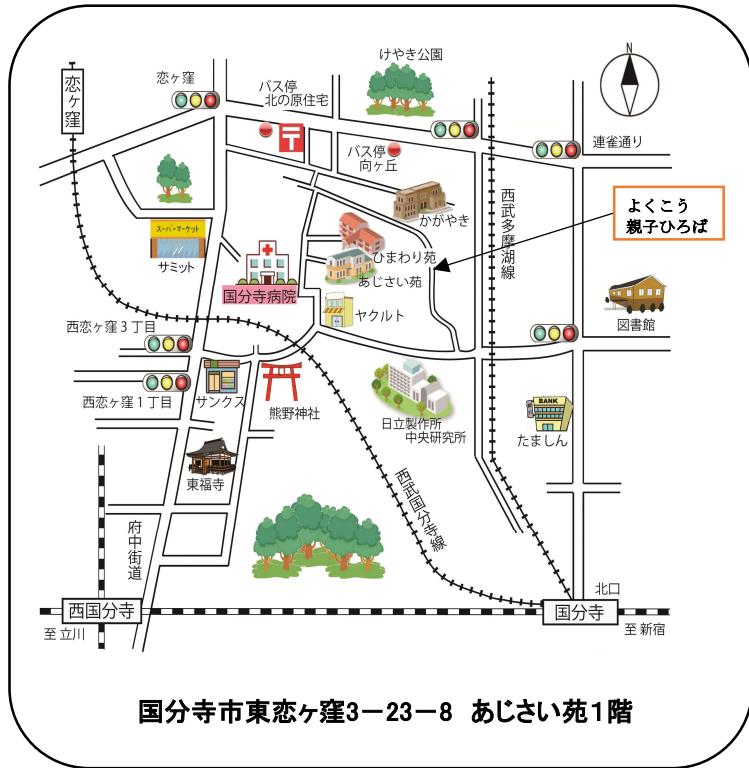 けやき公園
N
恋ヶ窪
恋ヶ窪
バス停
北の原住宅
〒
バス停
向ヶ丘
連雀通り
かがやき
西武多摩湖線
よくこう
親子ひろば
スーパーマーケット
サミット
ひまわり苑
国分寺病院
あじさい苑
ヤクルト
図書館
西恋ヶ窪3丁目
西恋ヶ窪1丁目
サンクス
熊野神社
日立製作所
中央研究所
BANK
たましん
東福寺
西武国分寺線
府中街道
北口
西国分寺
国分寺
至 立川
至 新宿
国分寺市東恋ヶ窪3－23－8 あじさい苑1階